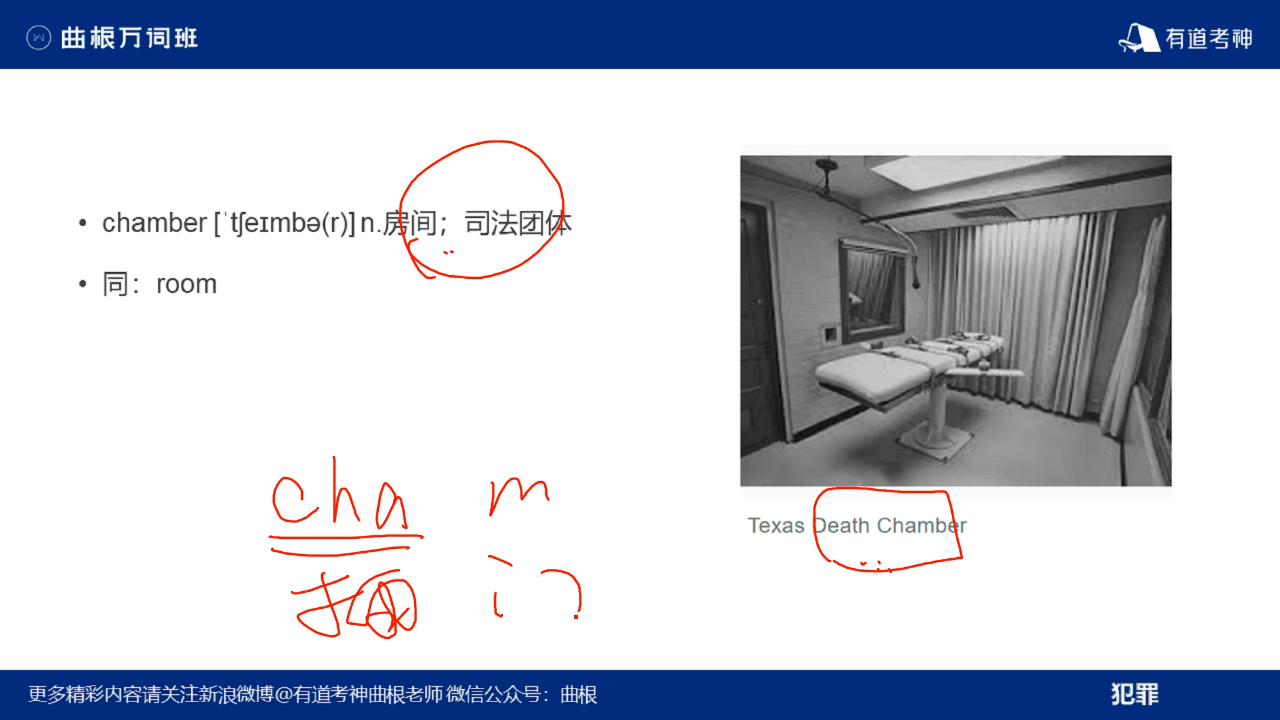 曲根万词班
有道考神
• chamber [ˈtʃeɪmbə(r)] n.房间；司法团体
• 同：room
Texas Death Chamber
cha m
门
更多精彩内容请关注新浪微博@有道考神曲根老师 微信公众号：曲根
犯罪